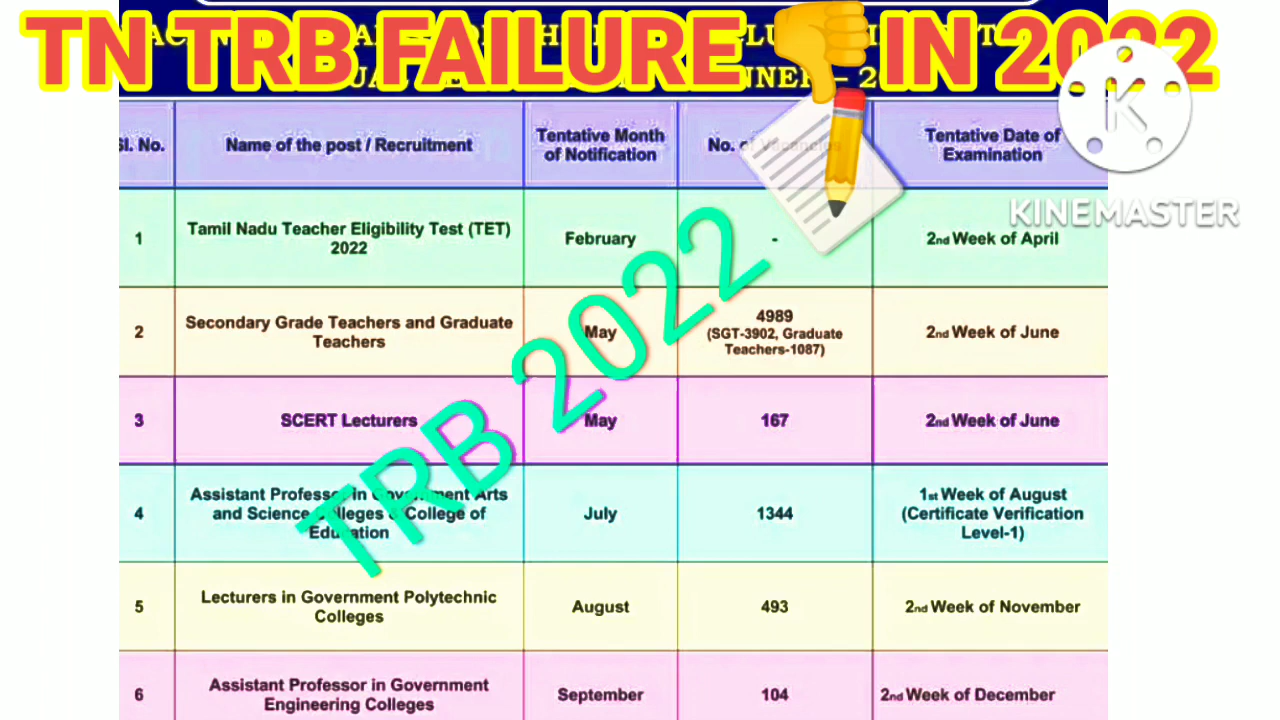 TN TRB FAILURE IN 2022
K
KINEMASTER
Sl. No.
Name of the post / Recruitment
Tentative Month
of Notification
No. of Vacancies
Tentative Date of
Examination
1
Tamil Nadu Teacher Eligibility Test (TET)
2022
February
-
2nd Week of April
2
Secondary Grade Teachers and Graduate
Teachers
May
4989
(SGT-3902, Graduate
Teachers-1087)
2nd Week of June
3
SCERT Lecturers
May
167
2nd Week of June
4
Assistant Professor in Government Arts
and Science Colleges & College of
Education
July
1344
1st Week of August
(Certificate Verification
Level-1)
5
Lecturers in Government Polytechnic
Colleges
August
493
2nd Week of November
6
Assistant Professor in Government
Engineering Colleges
September
104
2nd Week of December
TRB 2022